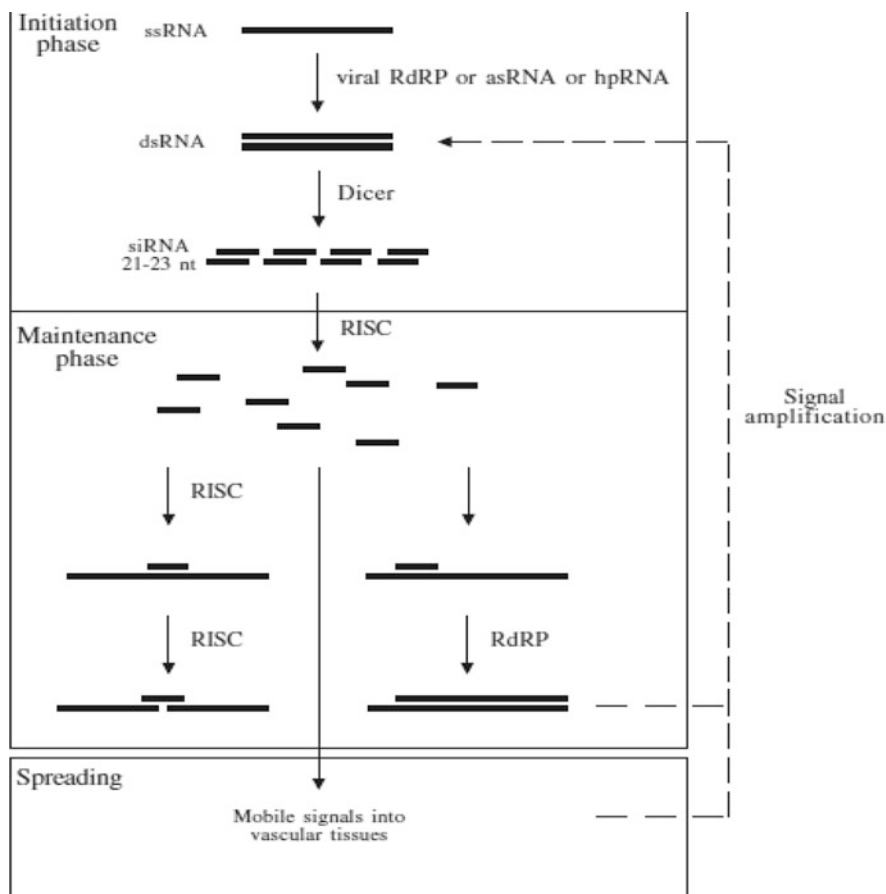 Initiation
phase
ssRNA
viral RdRP or asRNA or hpRNA
dsRNA
Dicer
siRNA
21-23 nt
RISC
Maintenance
phase
Signal
amplification
RISC
RISC
RdRP
Spreading
Mobile signals into
vascular tissues